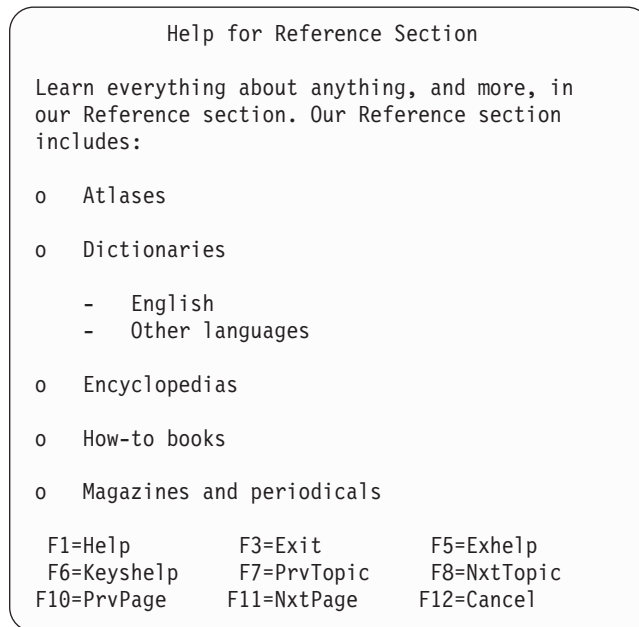 Help for Reference Section
Learn everything about anything, and more, in
our Reference section. Our Reference section
includes:
o Atlases
o Dictionaries
- English
- Other languages
o Encyclopedias
o How-to books
o Magazines and periodicals
F1=Help F3=Exit F5=Exhelp
F6=Keyshelp F7=PrvTopic F8=NxtTopic
F10=PrvPage F11=NxtPage F12=Cancel